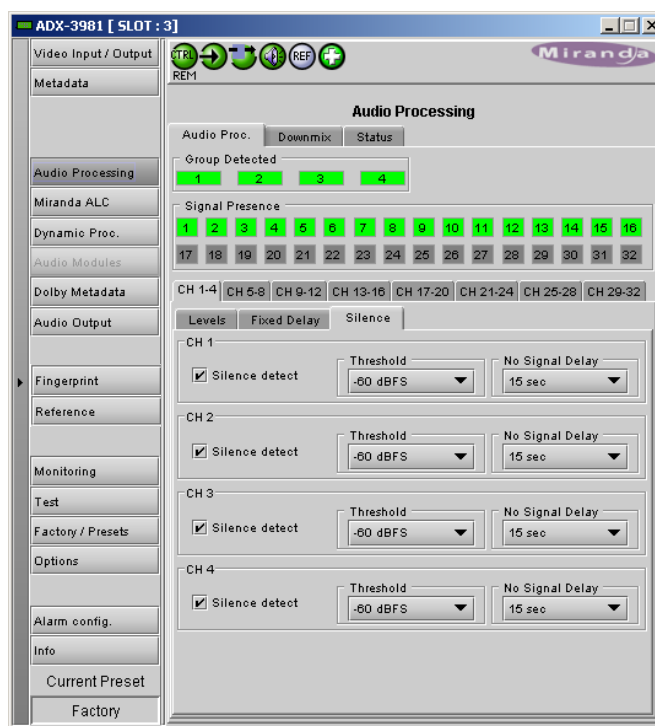 ADX-3981 [ SLOT : 3]
Video Input / Output
Metadata
Audio Processing
Miranda ALC
Dynamic Proc.
Audio Modules
Dolby Metadata
Audio Output
Fingerprint
Reference
Monitoring
Test
Factory / Presets
Options
Alarm config.
Info
Current Preset
Factory
CTRL
REF
REM
Miranda
Audio Processing
Audio Proc. Downmix Status
Group Detected
1 2 3 4
Signal Presence
1 2 3 4 5 6 7 8 9 10 11 12 13 14 15 16
17 18 19 20 21 22 23 24 25 26 27 28 29 30 31 32
CH 1-4 CH 5-8 CH 9-12 CH 13-16 CH 17-20 CH 21-24 CH 25-28 CH 29-32
Levels Fixed Delay Silence
CH 1
Threshold No Signal Delay
Silence detect -60 dBFS 15 sec
CH 2
Threshold No Signal Delay
Silence detect -60 dBFS 15 sec
CH 3
Threshold No Signal Delay
Silence detect -60 dBFS 15 sec
CH 4
Threshold No Signal Delay
Silence detect -60 dBFS 15 sec